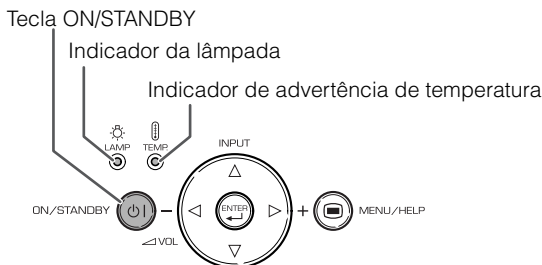 Tecla ON/STANDBY
Indicador da lâmpada
Indicador de advertência de temperatura
LAMP TEMP.
INPUT
ON/STANDBY - ENTER + MENU/HELP
VOL